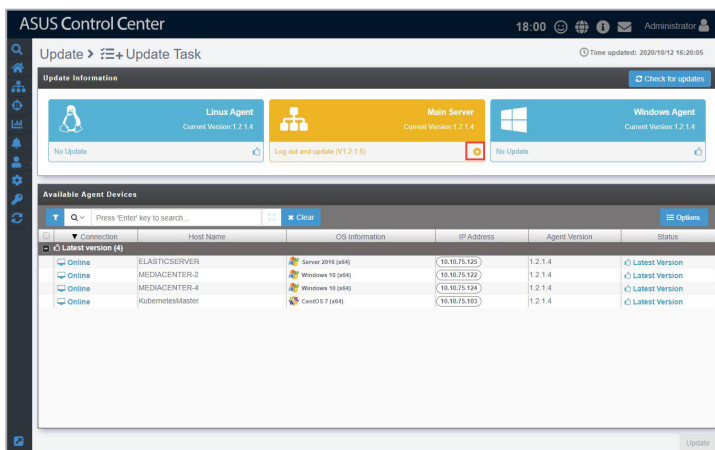 ASUS Control Center
18:00
Administrator
Update > Update Task
Time updated: 2020/10/12 16:20:05
Update Information
Check for updates
Linux Agent
Current Version:1.2.1.4
No Update
Main Server
Current Version:1.2.1.4
Log out and update (V1.2.1.5)
Windows Agent
Current Version:1.2.1.4
No Update
Available Agent Devices
Press 'Enter' key to search...
Clear
Options
Connection Host Name OS Information IP Address Agent Version Status
Latest version (4)
Online ELASTICSERVER Server 2016 (x64) 10.10.75.125 1.2.1.4 Latest Version
Online MEDIACENTER-2 Windows 10 (x64) 10.10.75.122 1.2.1.4 Latest Version
Online MEDIACENTER-4 Windows 10 (x64) 10.10.75.124 1.2.1.4 Latest Version
Online KubernetesMaster CentOS 7 (x64) 10.10.75.103 1.2.1.4 Latest Version
Update